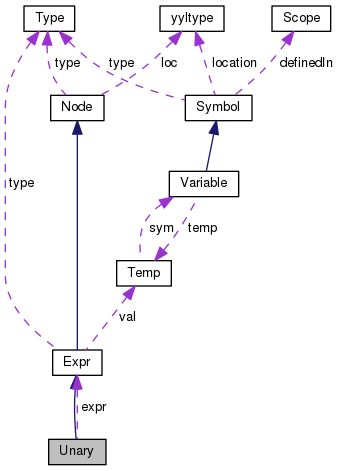 Type
yyltype
Scope
type
loc
type
location
definedIn
Node
Symbol
type
Variable
sym
temp
Temp
val
Expr
expr
Unary